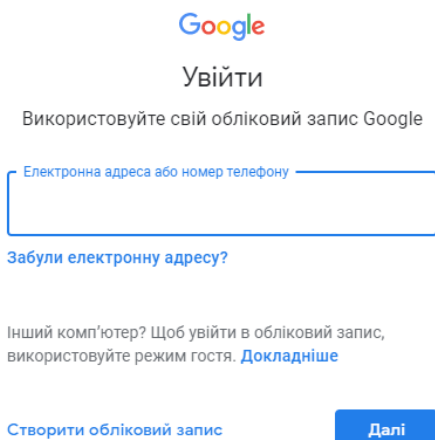 Google
Увійти
Використовуйте свій обліковий запис Google
Електронна адреса або номер телефону
Забули електронну адресу?
Інший комп'ютер? Щоб увійти в обліковий запис,
використовуйте режим гостя. Докладніше
Створити обліковий запис
Далі